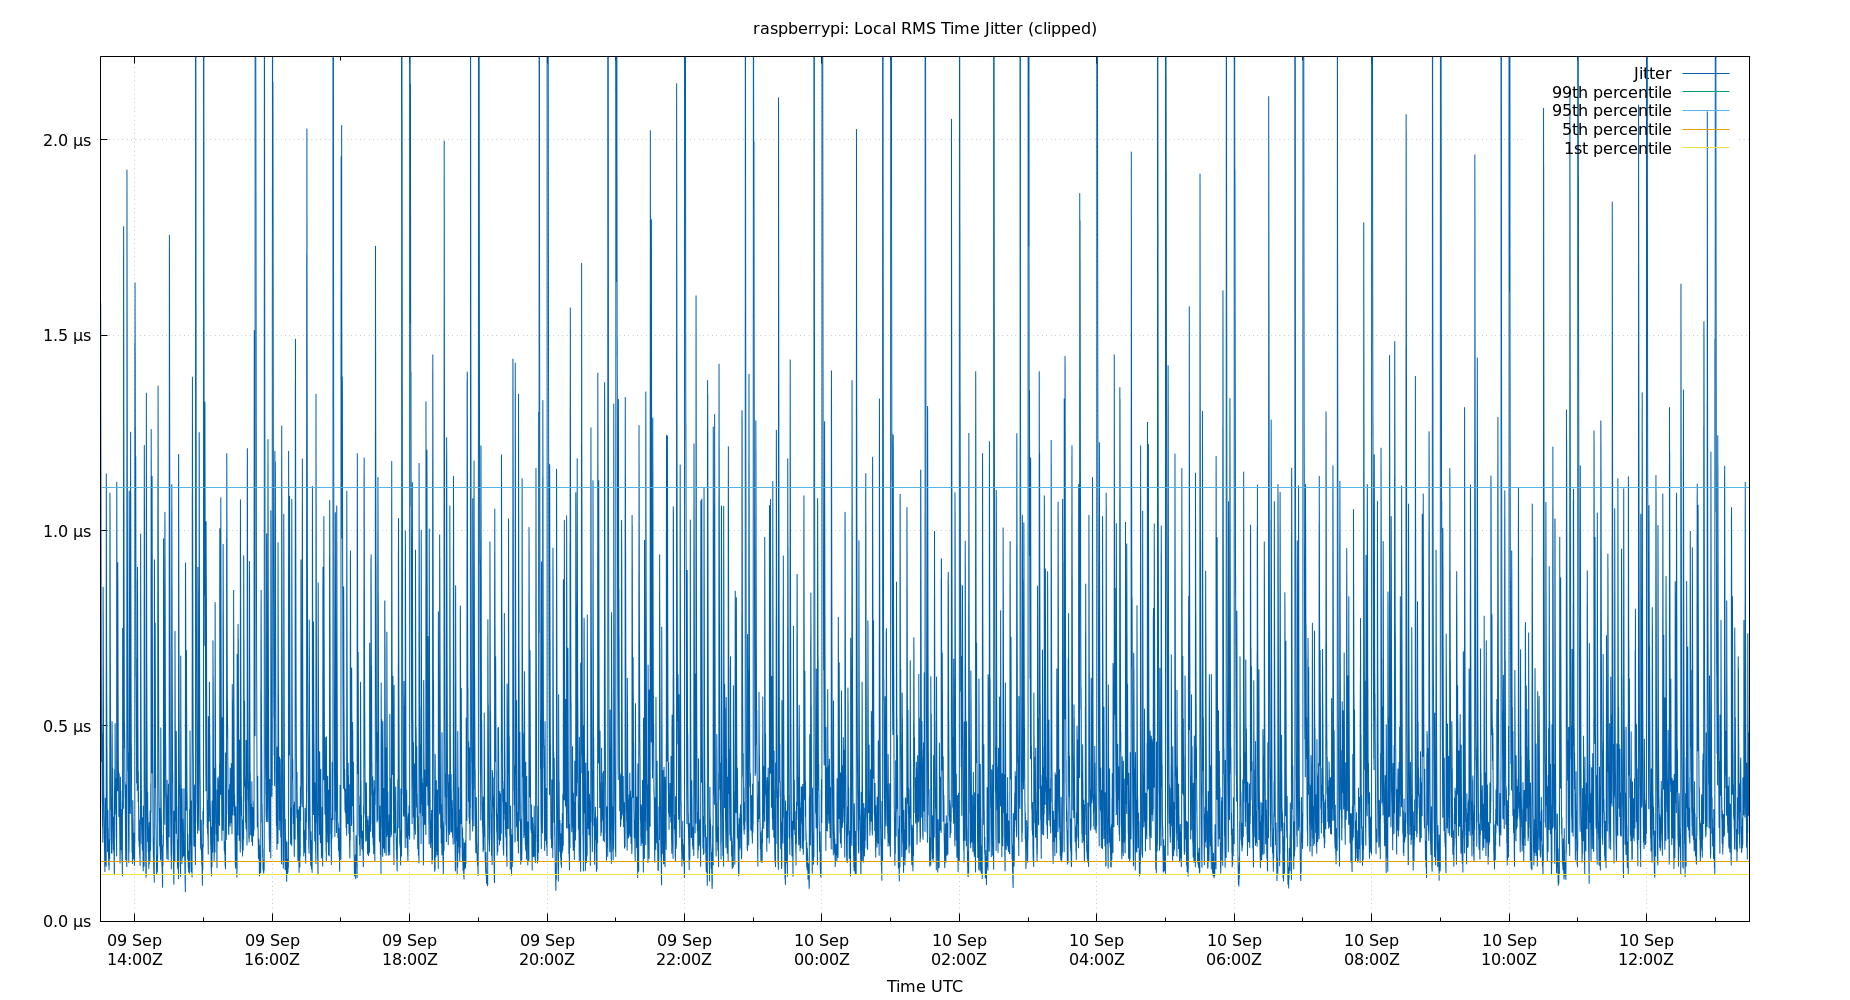 raspberrypi: Local RMS Time Jitter (clipped)
Jitter
99th percentile
95th percentile
5th percentile
1st percentile
2.0 μs
1.5 μs
1.0 μs
0.5 μs
0.0 μs
09 Sep 09 Sep 09 Sep 09 Sep 09 Sep 10 Sep 10 Sep 10 Sep 10 Sep 10 Sep 10 Sep 10 Sep
14:00Z 16:00Z 18:00Z 20:00Z 22:00Z 00:00Z 02:00Z 04:00Z 06:00Z 08:00Z 10:00Z 12:00Z
Time UTC